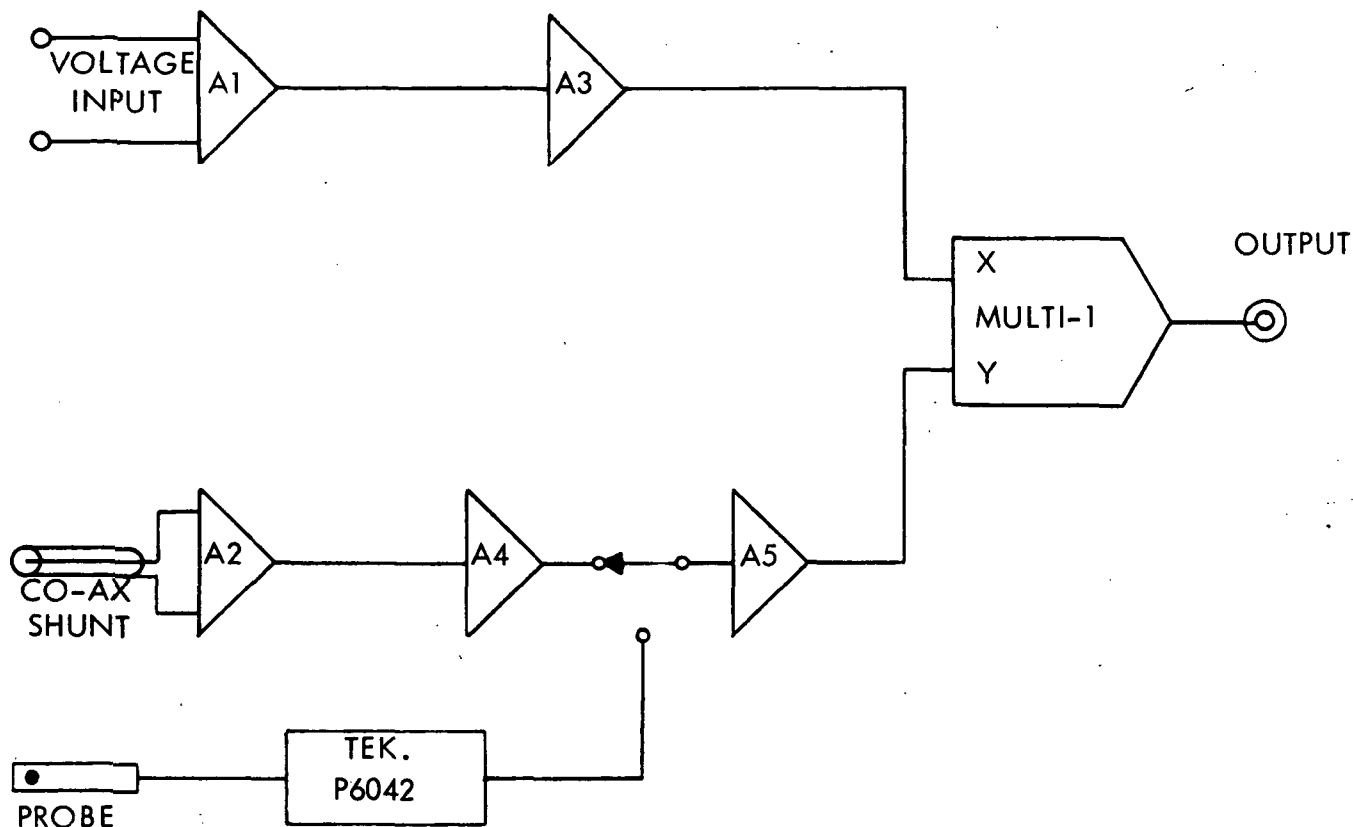 VOLTAGE
INPUT
A1
A3
X
MULTI-1
Y
OUTPUT
CO-AX
SHUNT
A2
A4
A5
TEK.
P6042
PROBE